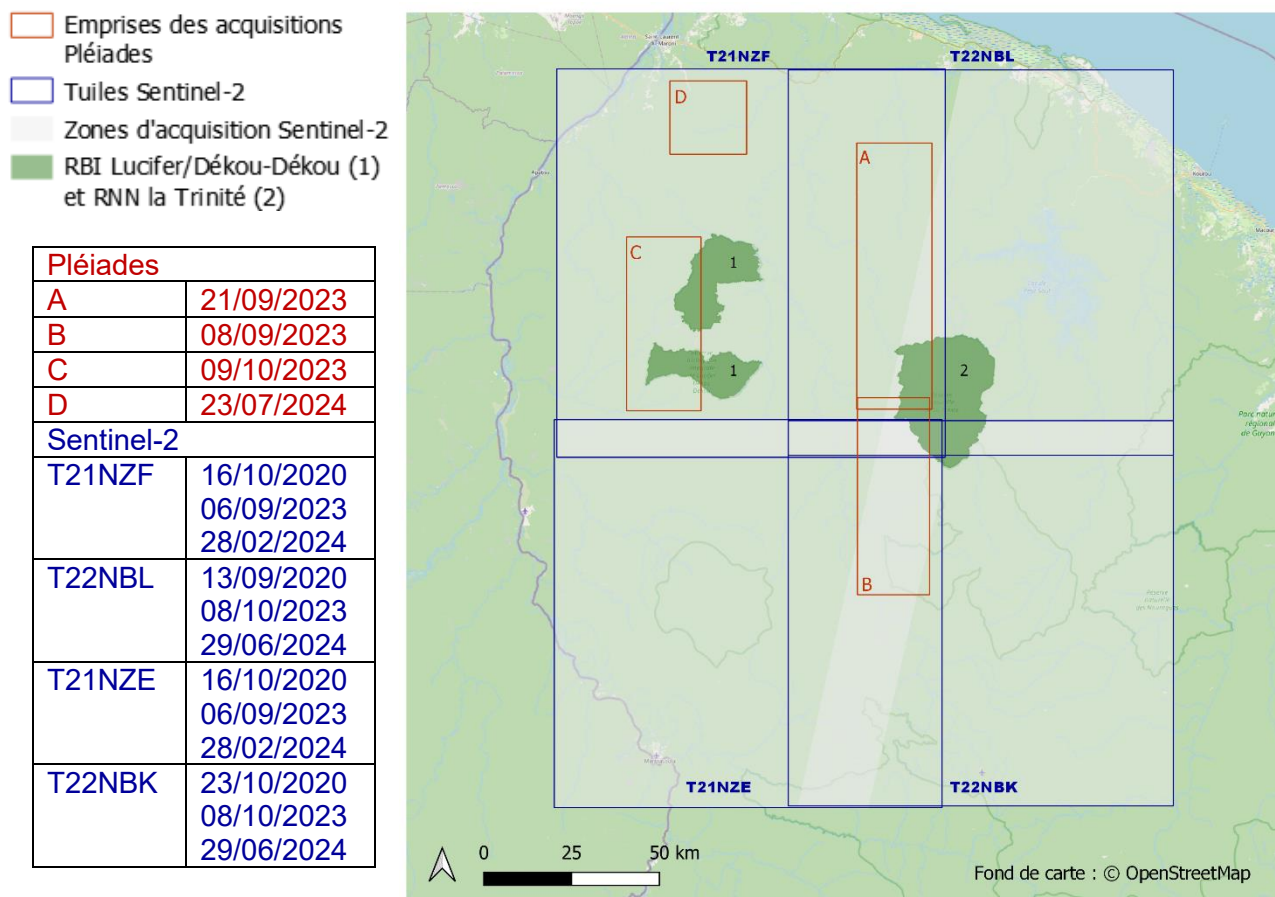 Emprises des acquisitions
Pléiades
Tuiles Sentinel-2
Zones d'acquisition Sentinel-2
RBI Lucifer/Dékou-Dékou (1)
et RNN la Trinité (2)
Pléiades
A 21/09/2023
B 08/09/2023
C 09/10/2023
D 23/07/2024
Sentinel-2
T21NZF 16/10/2020
06/09/2023
28/02/2024
T22NBL 13/09/2020
08/10/2023
29/06/2024
T21NZE 16/10/2020
06/09/2023
28/02/2024
T22NBK 23/10/2020
08/10/2023
29/06/2024
T21NZF
T22NBL
D
A
C
1
1
2
B
T21NZE
T22NBK
0 25 50 km
Fond de carte : © OpenStreetMap